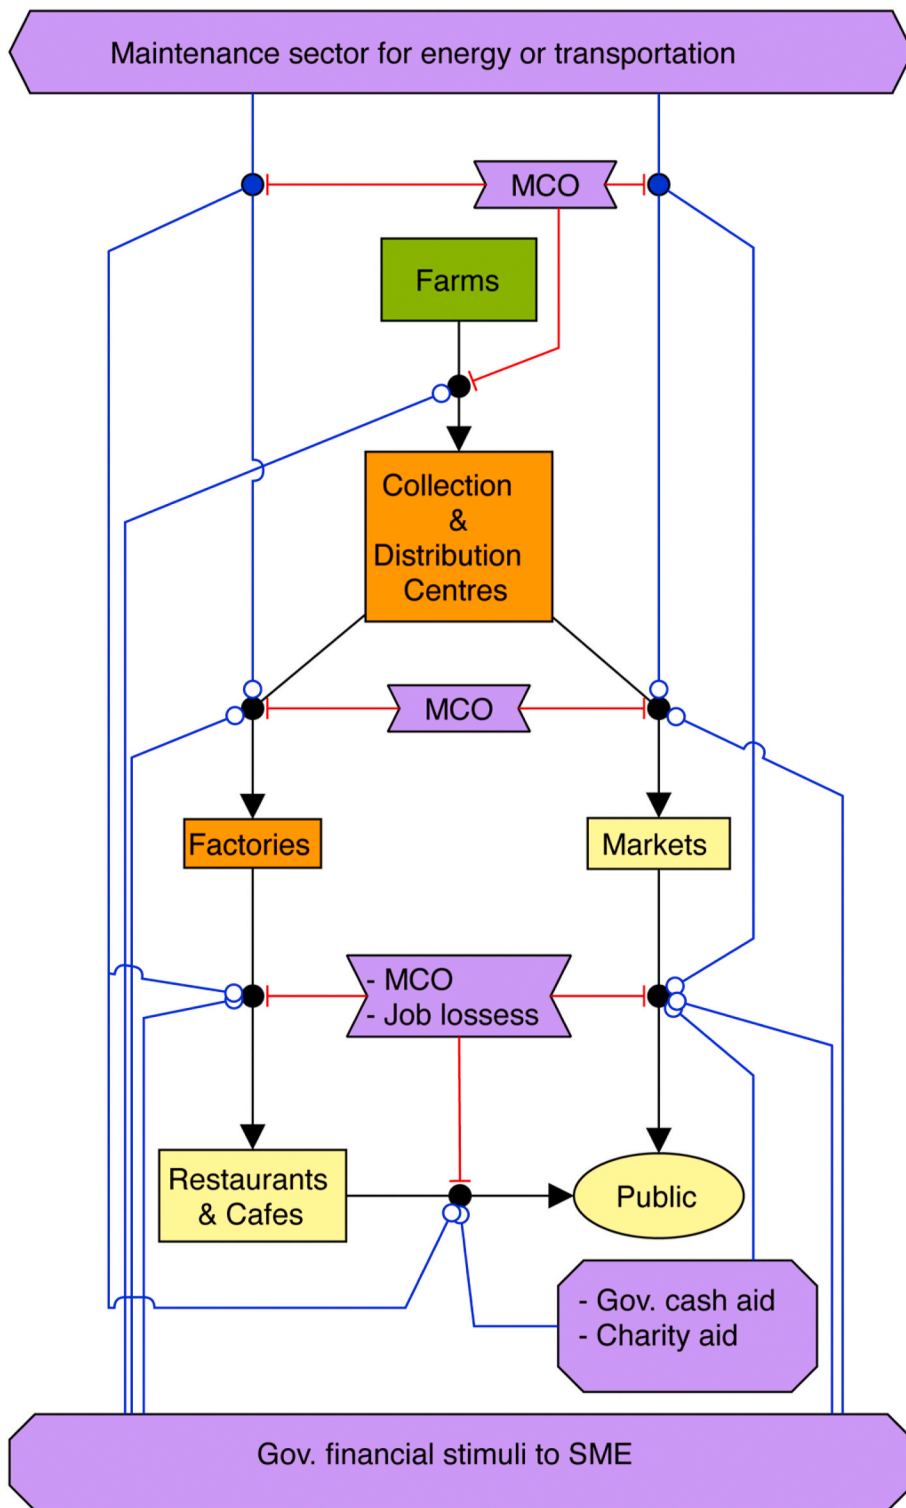 Maintenance sector for energy or transportation
MCO
Farms
Collection
&
Distribution
Centres
MCO
Factories
Markets
- MCO
- Job lossess
Restaurants
& Cafes
Public
- Gov. cash aid
- Charity aid
Gov. financial stimuli to SME